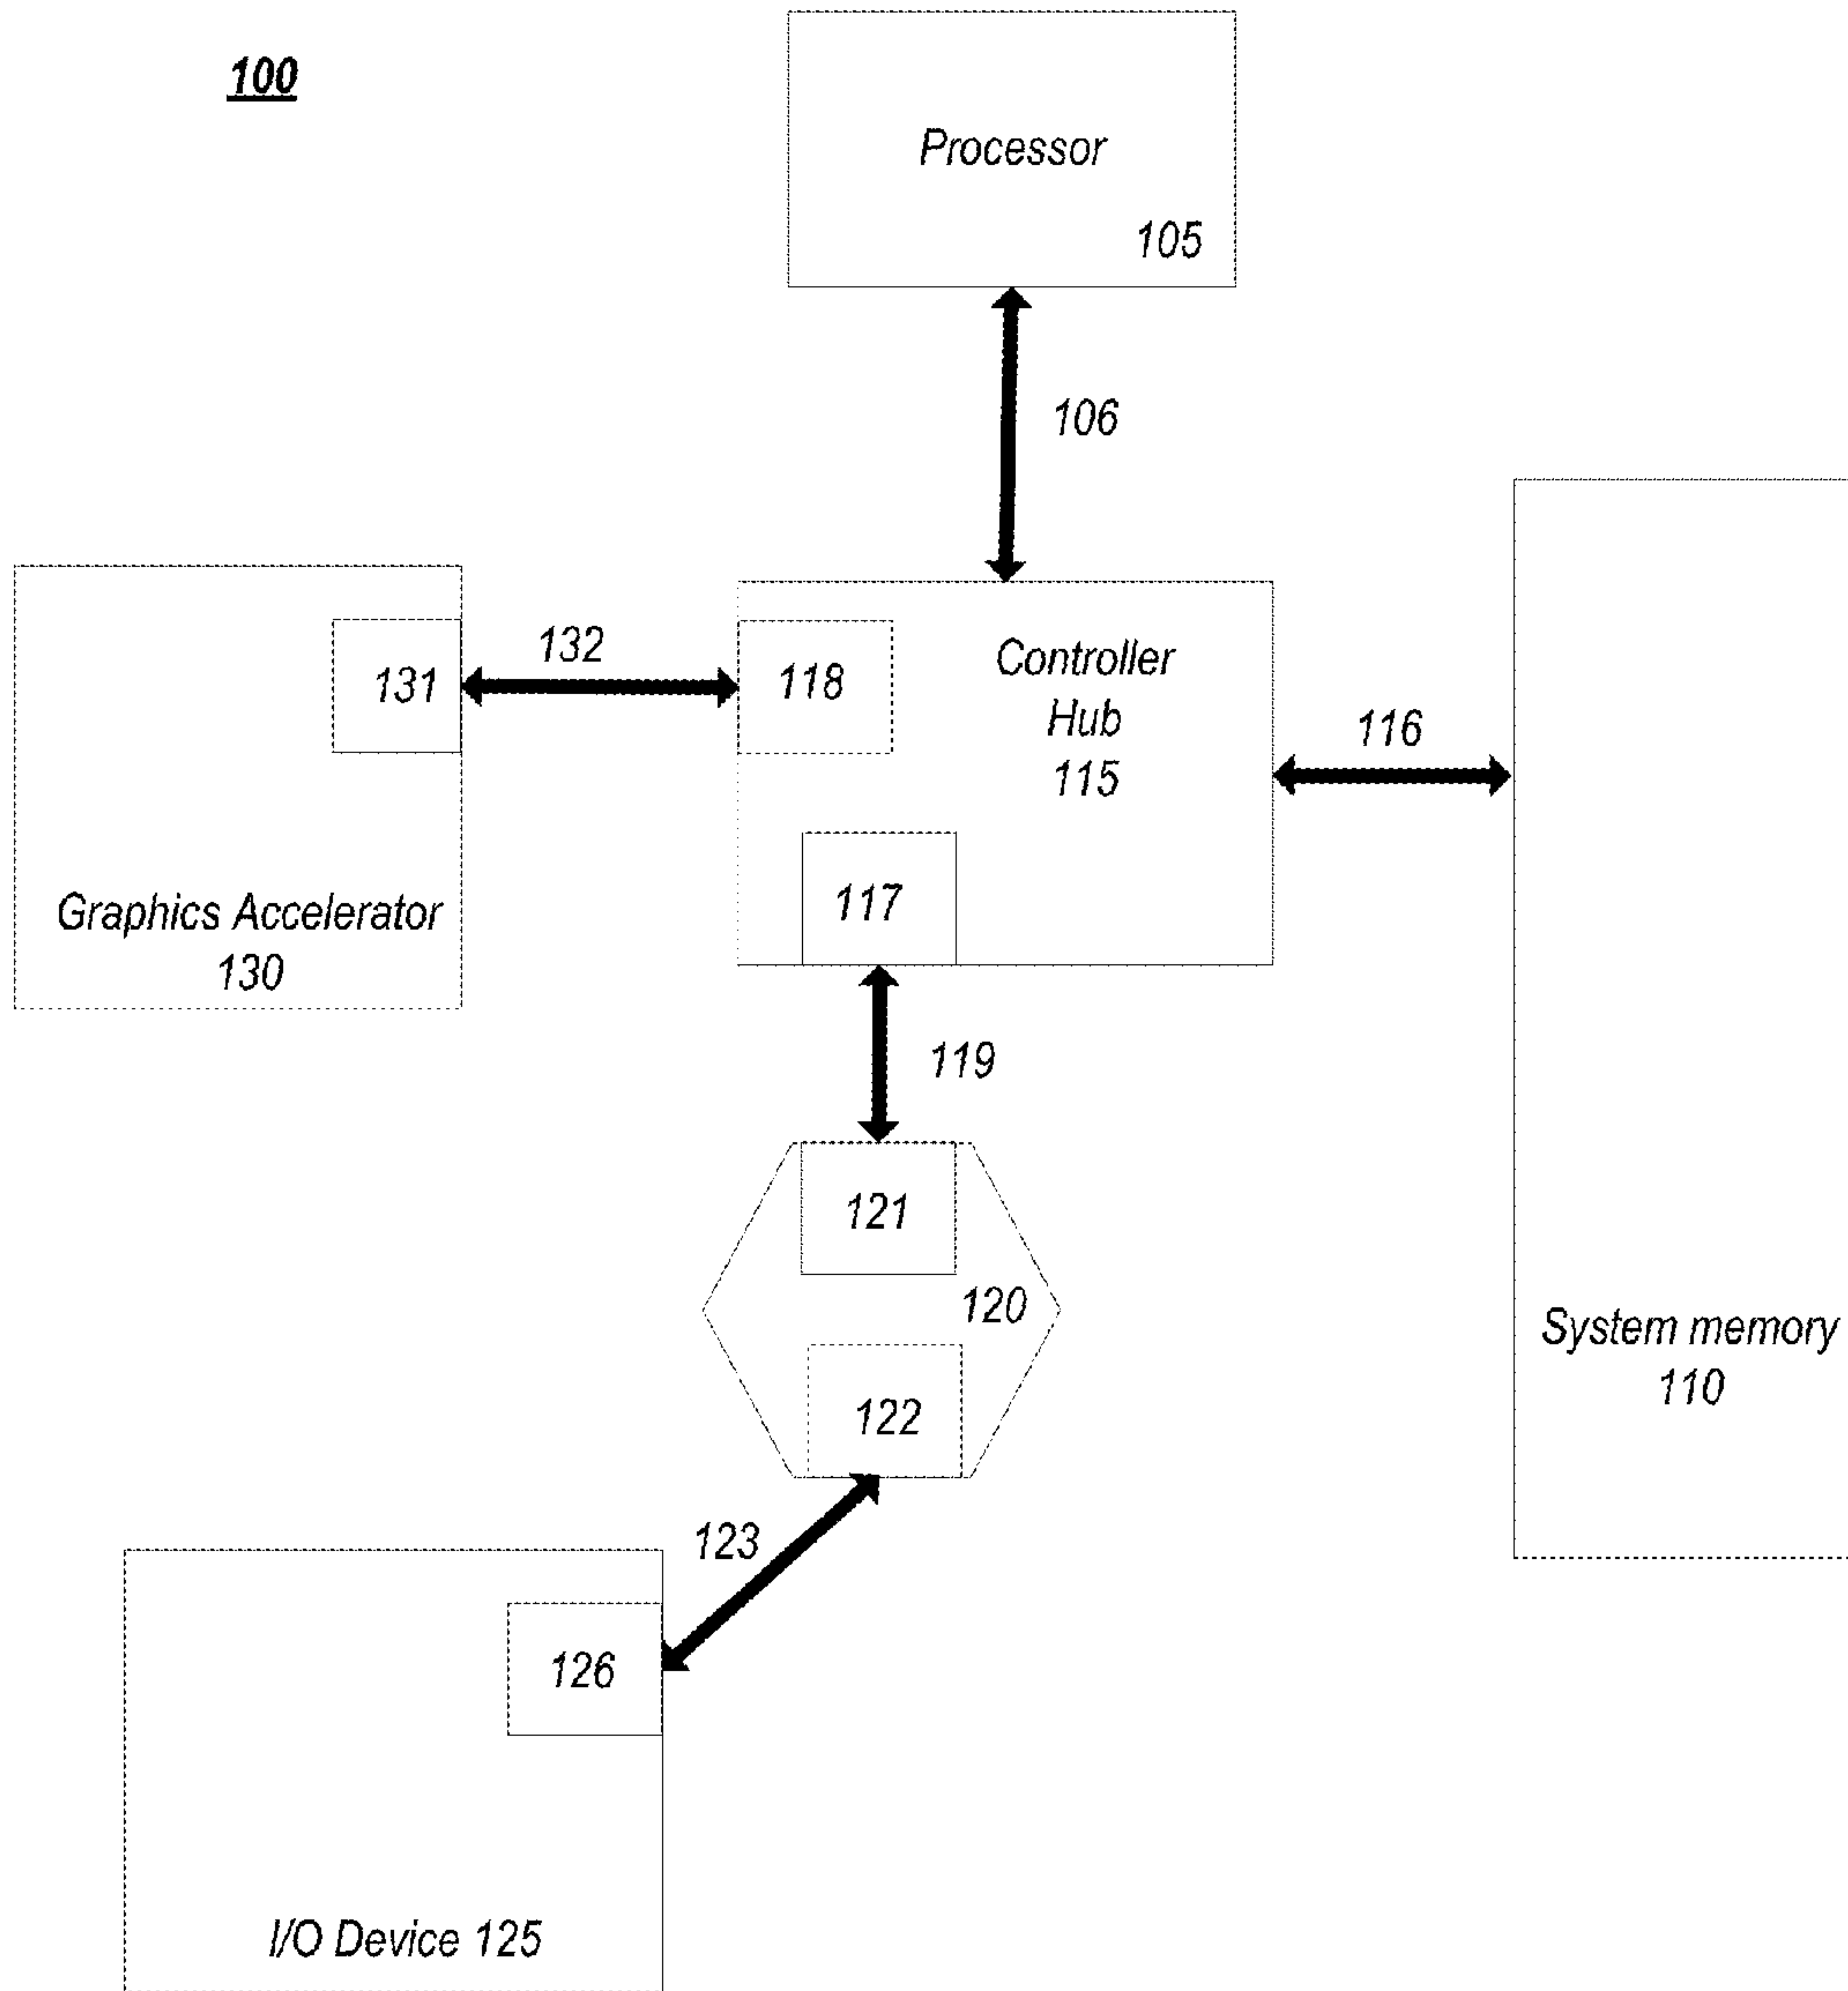 100
Processor
105
106
132
131
118
Controller
Hub
115
116
117
Graphics Accelerator
130
119
121
120
122
System memory
110
123
126
I/O Device 125